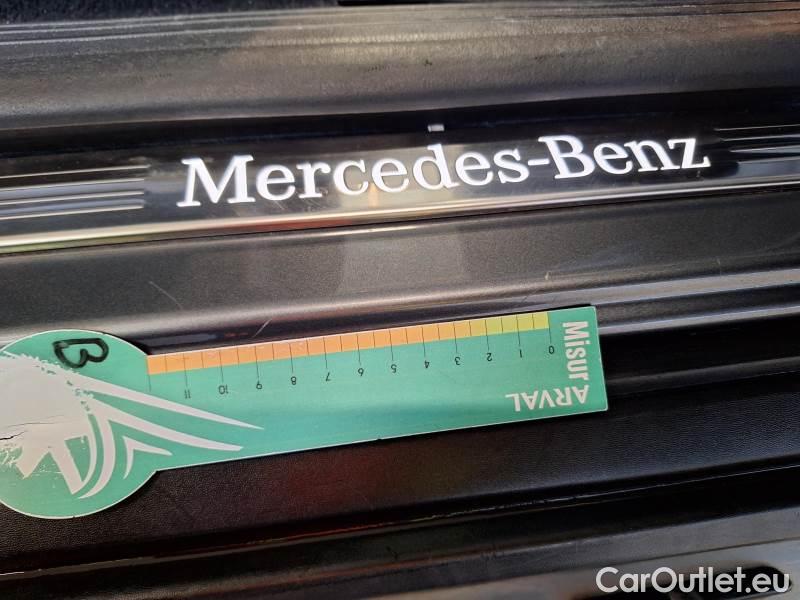 Mercedes-Benz
B
Misur
ARVAL
0 1 2 3 4 5 6 7 8 9 10 11
CarOutlet.eu